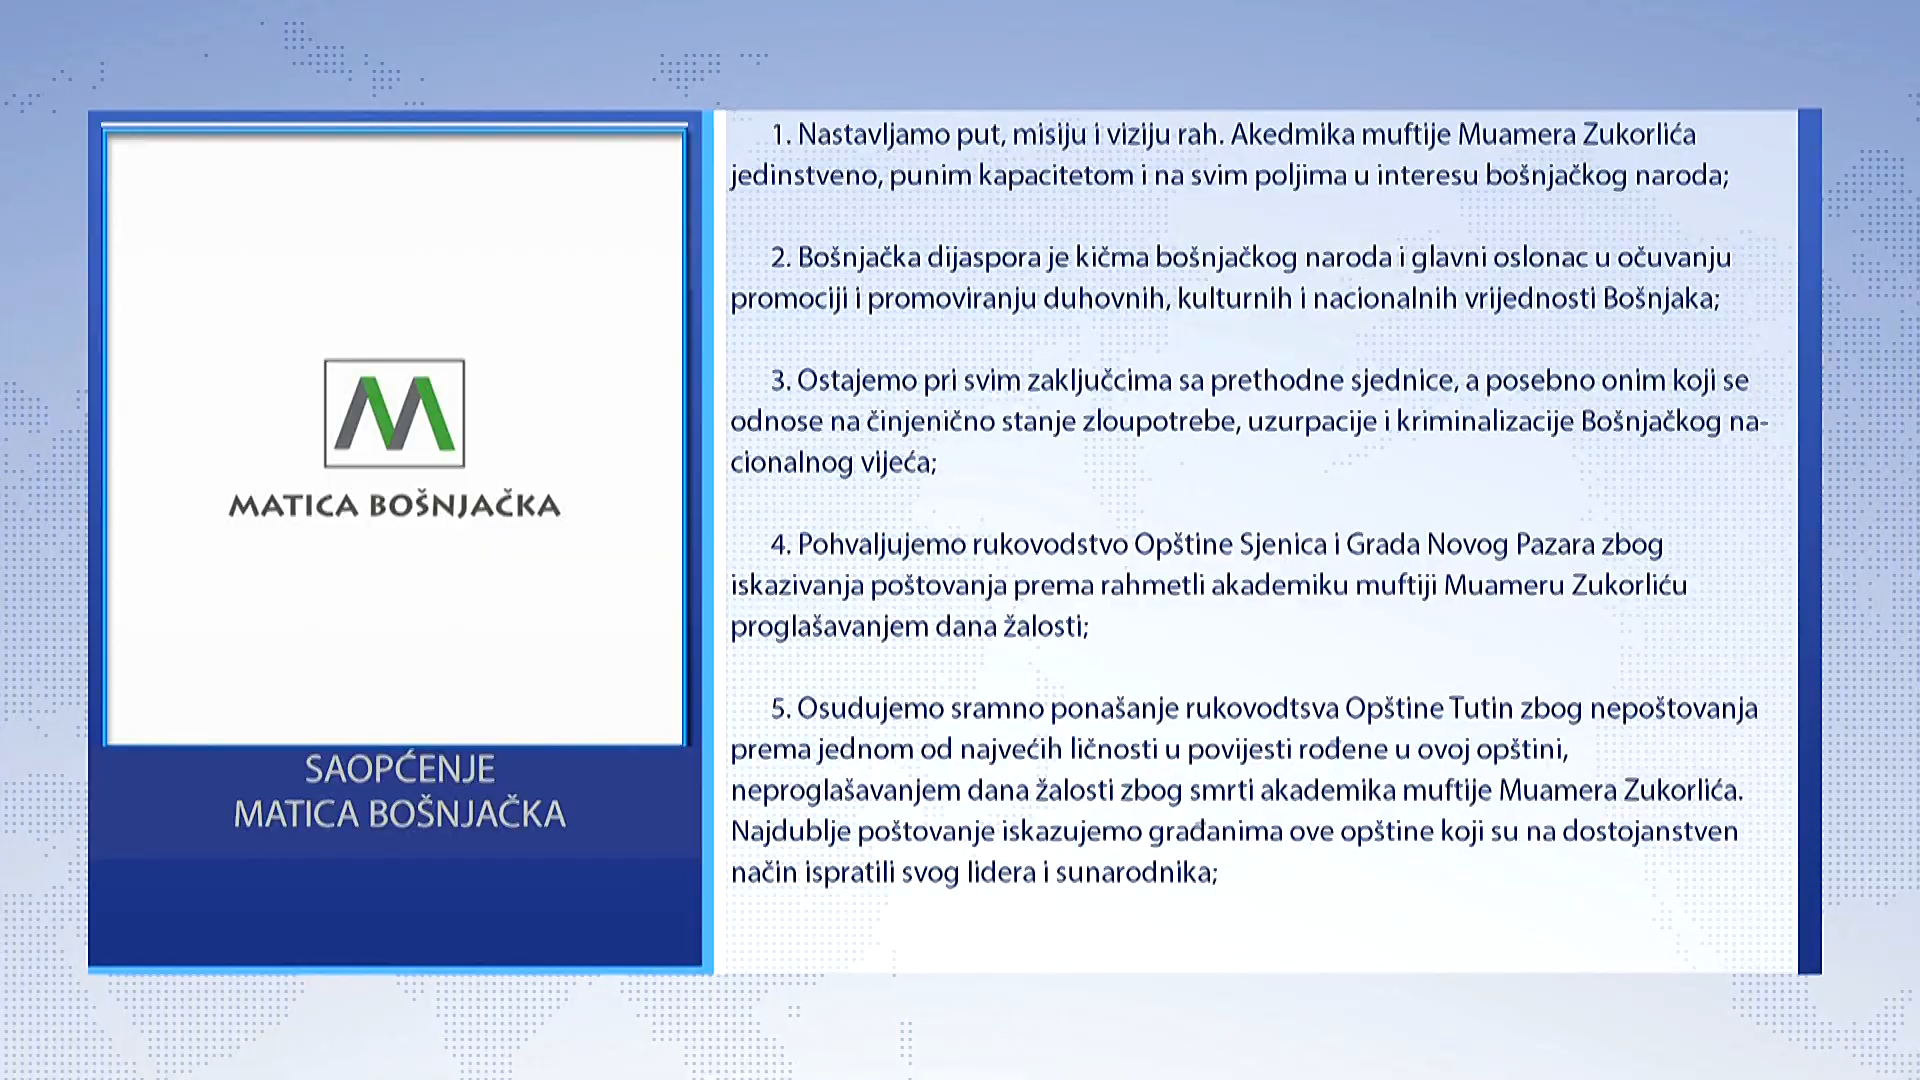 MATICA BOŠNJAČKA
SAOPĆENJE
MATICA BOŠNJAČKA
1. Nastavljamo put, misiju i viziju rah. Akedmika muftije Muamera Zukorlića
jedinstveno, punim kapacitetom i na svim poljima u interesu bošnjačkog naroda;
2. Bošnjačka dijaspora je kičma bošnjačkog naroda i glavni oslonac u očuvanju
promociji i promoviranju duhovnih, kulturnih i nacionalnih vrijednosti Bošnjaka;
3. Ostajemo pri svim zaključcima sa prethodne sjednice, a posebno onim koji se
odnose na činjenično stanje zloupotrebe, uzurpacije i kriminalizacije Bošnjačkog na-
cionalnog vijeća;
4. Pohvaljujemo rukovodstvo Opštine Sjenica i Grada Novog Pazara zbog
iskazivanja poštovanja prema rahmetli akademiku muftiji Muameru Zukorliću
proglašavanjem dana žalosti;
5. Osudujemo sramno ponašanje rukovodtsva Opštine Tutin zbog nepoštovanja
prema jednom od najvećih ličnosti u povijesti rođene u ovoj opštini,
neproglašavanjem dana žalosti zbog smrti akademika muftije Muamera Zukorlića.
Najdublje poštovanje iskazujemo građanima ove opštine koji su na dostojanstven
način ispratili svog lidera i sunarodnika;